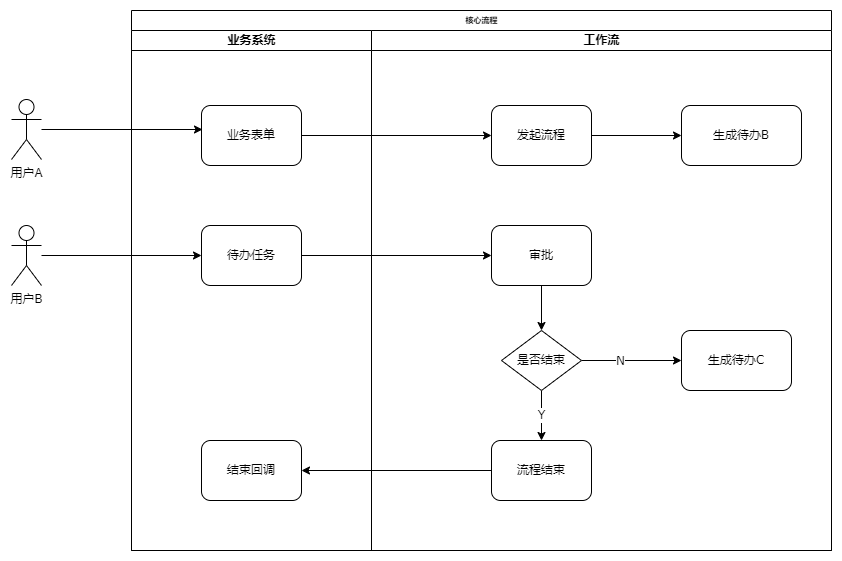 核心流程
业务系统
工作流
用户A
业务表单
发起流程
生成待办B
用户B
待办任务
审批
是否结束
N
生成待办C
Y
结束回调
流程结束